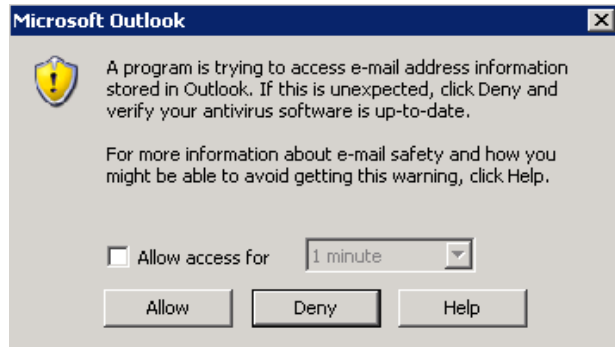 Microsoft Outlook
A program is trying to access e-mail address information
stored in Outlook. If this is unexpected, click Deny and
verify your antivirus software is up-to-date.
For more information about e-mail safety and how you
might be able to avoid getting this warning, click Help.
Allow access for 1 minute
Allow Deny Help